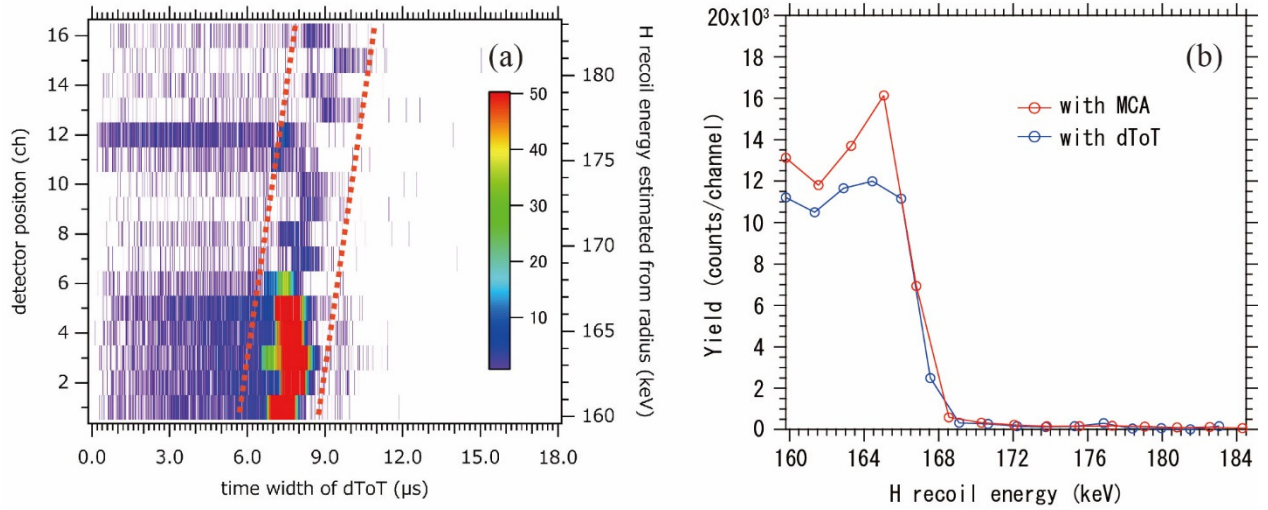 (a)
16
14
12
10
8
6
4
2
detector positon (ch)
0.0 3.0 6.0 9.0 12.0 15.0 18.0
time width of dToT (μs)
50
40
30
20
10
180
175
170
165
160
H recoil energy estimated from radius (keV)
(b)
20x10³
18
16
14
12
10
8
6
4
2
0
Yield (counts/channel)
with MCA
with dToT
160 164 168 172 176 180 184
H recoil energy (keV)